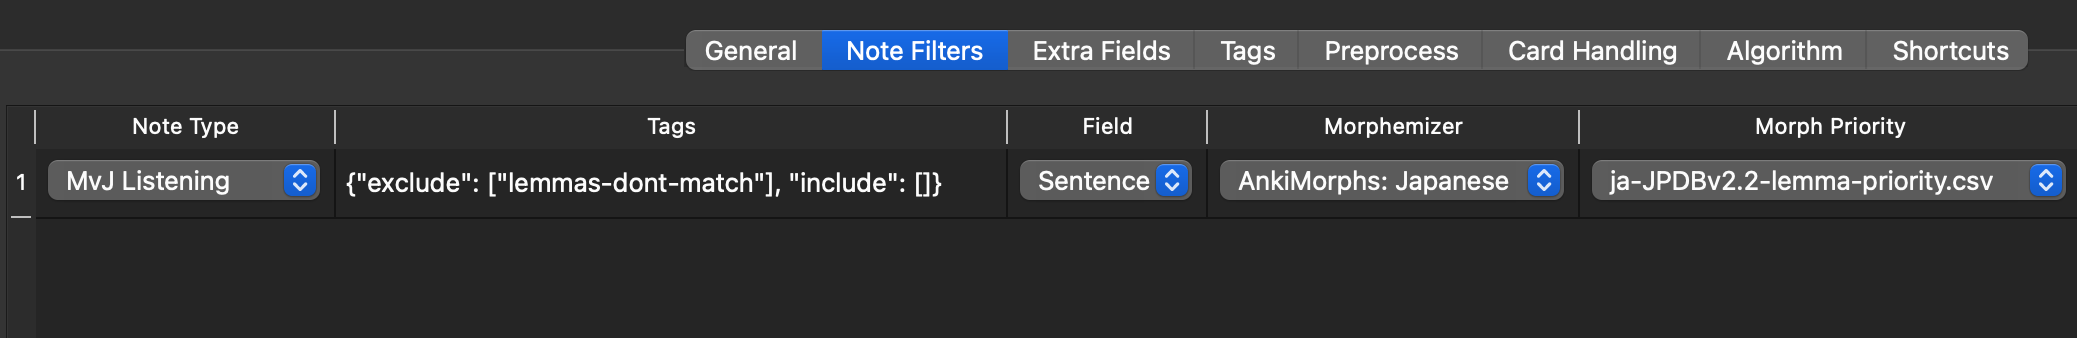 General Note Filters Extra Fields Tags Preprocess Card Handling Algorithm Shortcuts
Note Type Tags Field Morphemizer Morph Priority
1 MvJ Listening {"exclude": ["lemmas-dont-match"], "include": []} Sentence AnkiMorphs: Japanese ja-JPDBv2.2-lemma-priority.csv